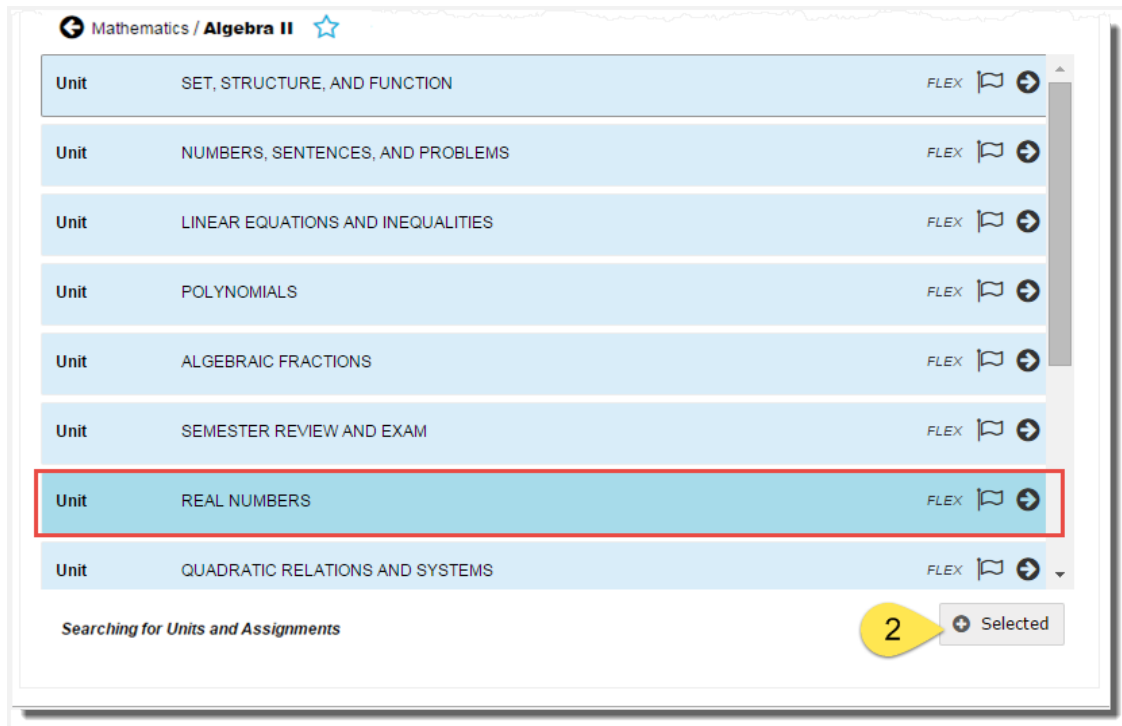 Mathematics / Algebra II
Unit SET, STRUCTURE, AND FUNCTION FLEX
Unit NUMBERS, SENTENCES, AND PROBLEMS FLEX
Unit LINEAR EQUATIONS AND INEQUALITIES FLEX
Unit POLYNOMIALS FLEX
Unit ALGEBRAIC FRACTIONS FLEX
Unit SEMESTER REVIEW AND EXAM FLEX
Unit REAL NUMBERS FLEX
Unit QUADRATIC RELATIONS AND SYSTEMS FLEX
Searching for Units and Assignments 2 Selected